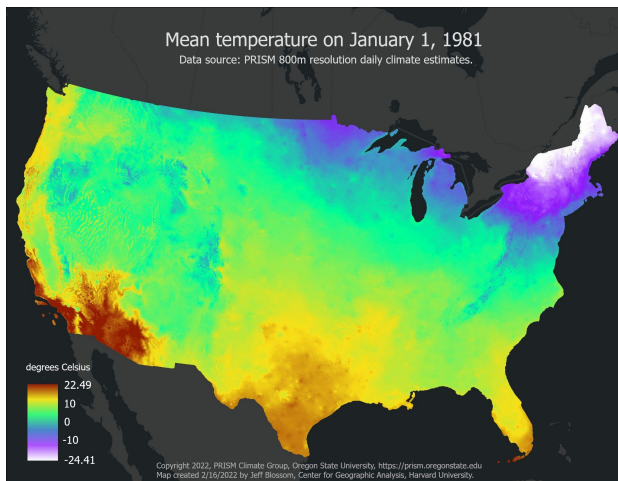 Mean temperature on January 1, 1981
Data source: PRISM 800m resolution daily climate estimates.
degrees Celsius
22.49
10
0
-10
-24.41
Copyright 2022, PRISM Climate Group, Oregon State University, https://prism.oregonstate.edu
Map created 2/16/2022 by Jeff Blossom, Center for Geographic Analysis, Harvard University.